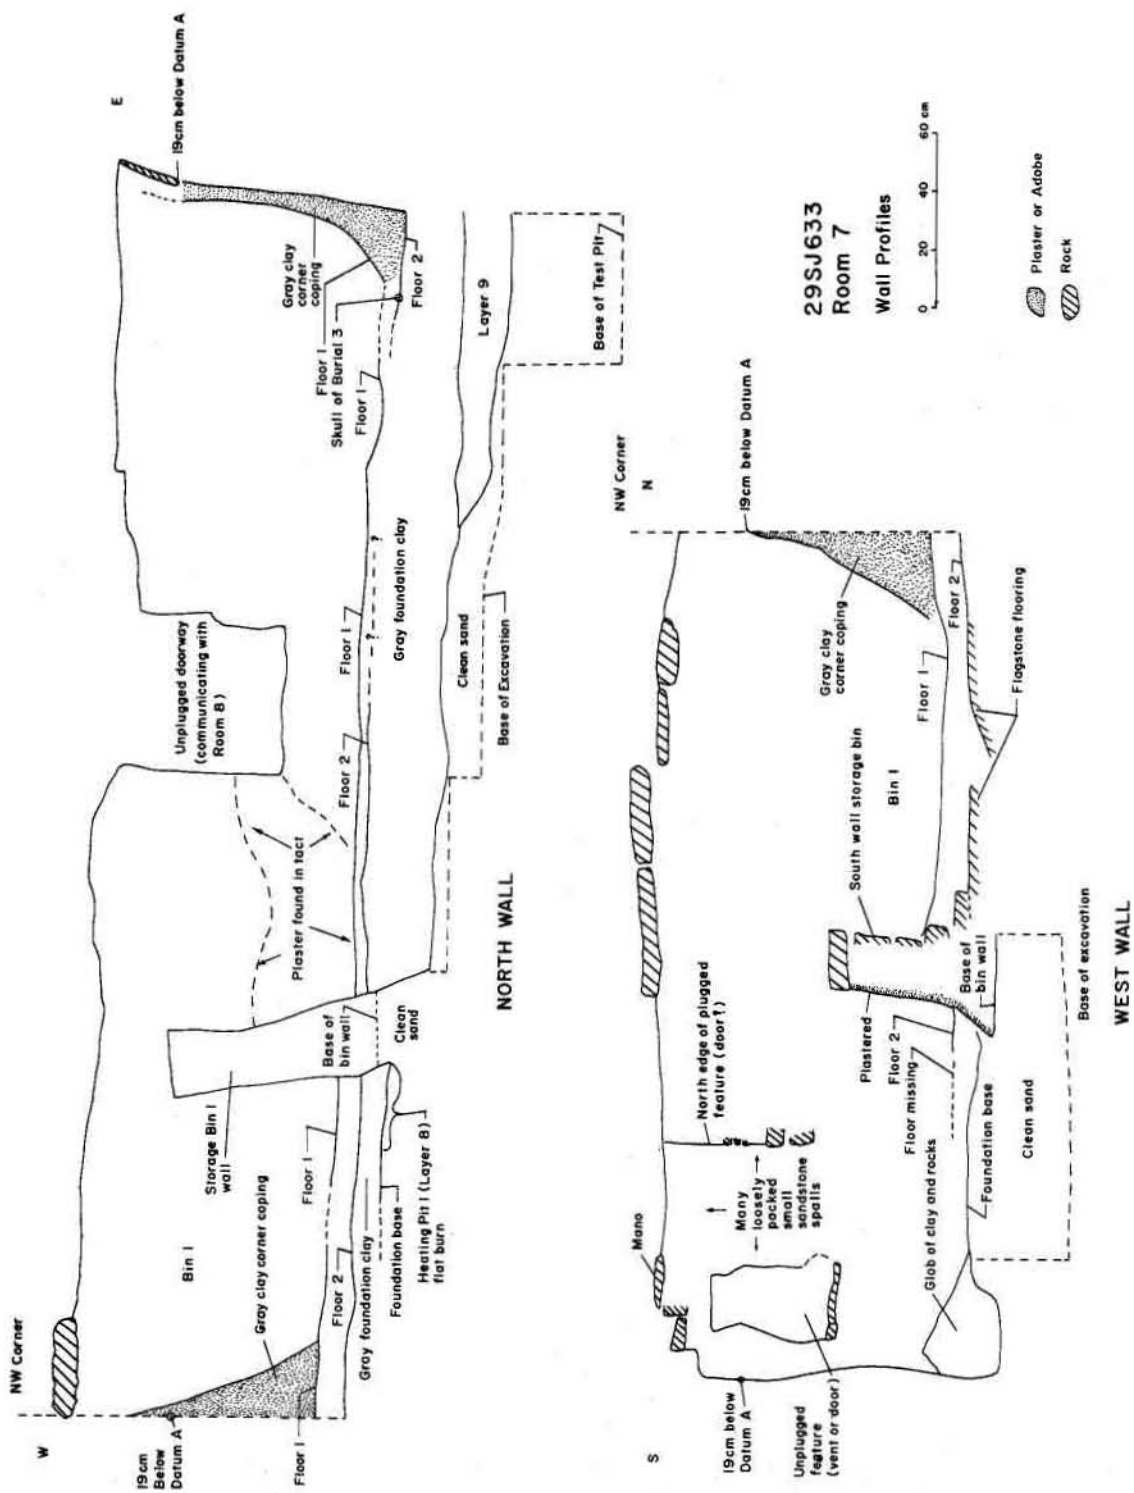 NW Corner
W
E
19cm
Below
Datum A
19cm below Datum A
Bin 1
Storage Bin 1
wall
Gray clay corner coping
Floor 1
Floor 1
Floor 2
Gray foundation clay
Foundation base
Heating Pit 1 (Layer 8)
flat burn
Base of
bin wall
Clean
sand
Plaster found in tact
Unplugged doorway
(communicating with
Room 8)
Floor 2
Floor 1
?
?
Gray foundation clay
Clean sand
Base of Excavation
Floor 1
Skull of Burial 3
Floor 1
Gray clay
corner
coping
Floor 2
Layer 9
Base of Test Pit
NORTH WALL
29SJ633
Room 7
Wall Profiles
0
20
40
60 cm
Plaster or Adobe
Rock
S
NW Corner
N
19cm below
Datum A
19cm below Datum A
Mano
Unplugged
feature
(vent or door)
Many
loosely
packed
small
sandstone
spalls
North edge of plugged
feature (door?)
Glob of clay and rocks
Floor missing
Floor 2
Plastered
Foundation base
Clean sand
Base of
bin wall
South wall storage bin
Bin 1
Floor 1
Gray clay
corner coping
Floor 2
Flagstone flooring
Base of excavation
WEST WALL